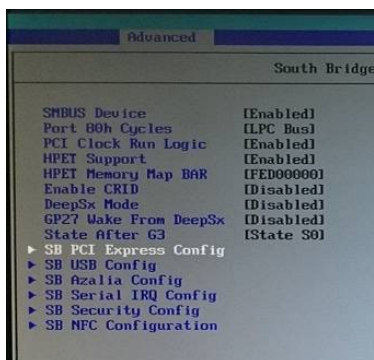 Advanced
South Bridge
SMBUS Device [Enabled]
Port 80h Cycles [LPC Bus]
PCI Clock Run Logic [Enabled]
HPET Support [Enabled]
HPET Memory Map BAR [FED00000]
Enable CRID [Disabled]
DeepSx Mode [Disabled]
GP27 Wake From DeepSx [Disabled]
State After G3 [State S0]
► SB PCI Express Config
► SB USB Config
► SB Azalia Config
► SB Serial IRQ Config
► SB Security Config
► SB NFC Configuration